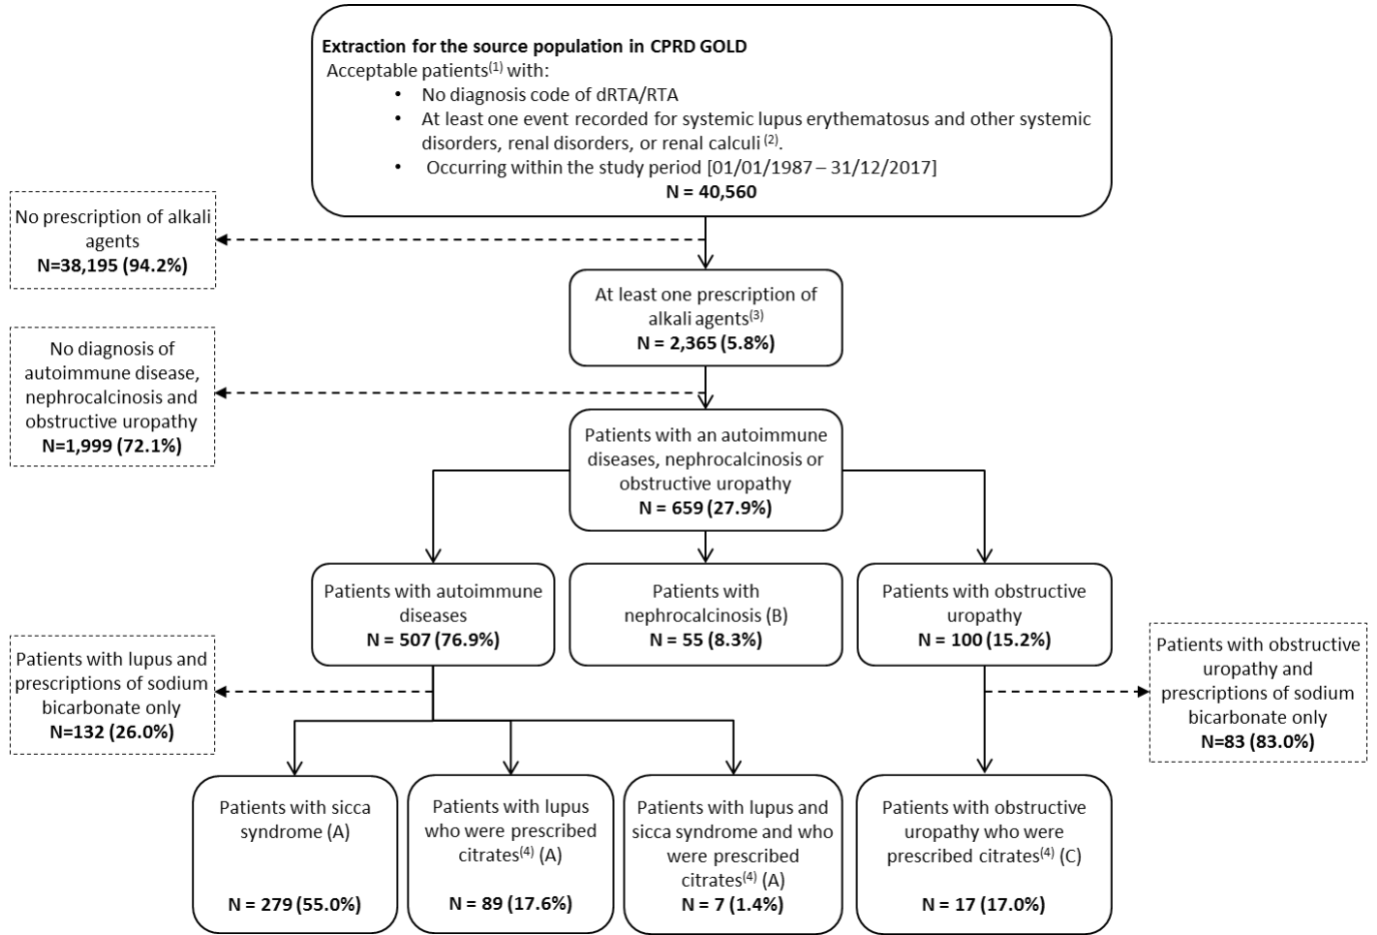 Extraction for the source population in CPRD GOLD
Acceptable patients(1) with:
• No diagnosis code of dRTA/RTA
• At least one event recorded for systemic lupus erythematosus and other systemic
disorders, renal disorders, or renal calculi (2).
• Occurring within the study period [01/01/1987 – 31/12/2017]
N = 40,560
No prescription of alkali
agents
N=38,195 (94.2%)
At least one prescription of
alkali agents(3)
N = 2,365 (5.8%)
No diagnosis of
autoimmune disease,
nephrocalcinosis and
obstructive uropathy
N=1,999 (72.1%)
Patients with an autoimmune
diseases, nephrocalcinosis or
obstructive uropathy
N = 659 (27.9%)
Patients with autoimmune
diseases
N = 507 (76.9%)
Patients with
nephrocalcinosis (B)
N = 55 (8.3%)
Patients with obstructive
uropathy
N = 100 (15.2%)
Patients with lupus and
prescriptions of sodium
bicarbonate only
N=132 (26.0%)
Patients with obstructive
uropathy and
prescriptions of sodium
bicarbonate only
N=83 (83.0%)
Patients with sicca
syndrome (A)
N = 279 (55.0%)
Patients with lupus
who were prescribed
citrates(4) (A)
N = 89 (17.6%)
Patients with lupus and
sicca syndrome and who
were prescribed
citrates(4) (A)
N = 7 (1.4%)
Patients with obstructive
uropathy who were
prescribed citrates(4) (C)
N = 17 (17.0%)